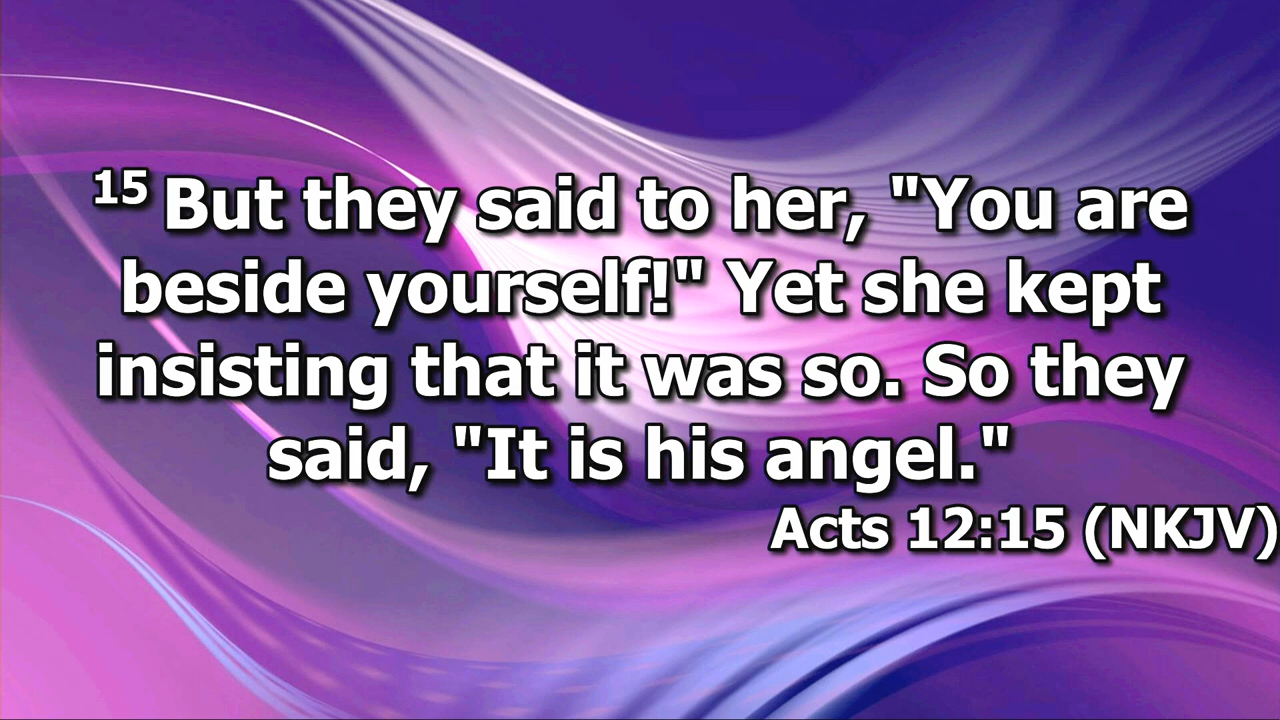 15 But they said to her, "You are
beside yourself!" Yet she kept
insisting that it was so. So they
said, "It is his angel."
Acts 12:15 (NKJV)